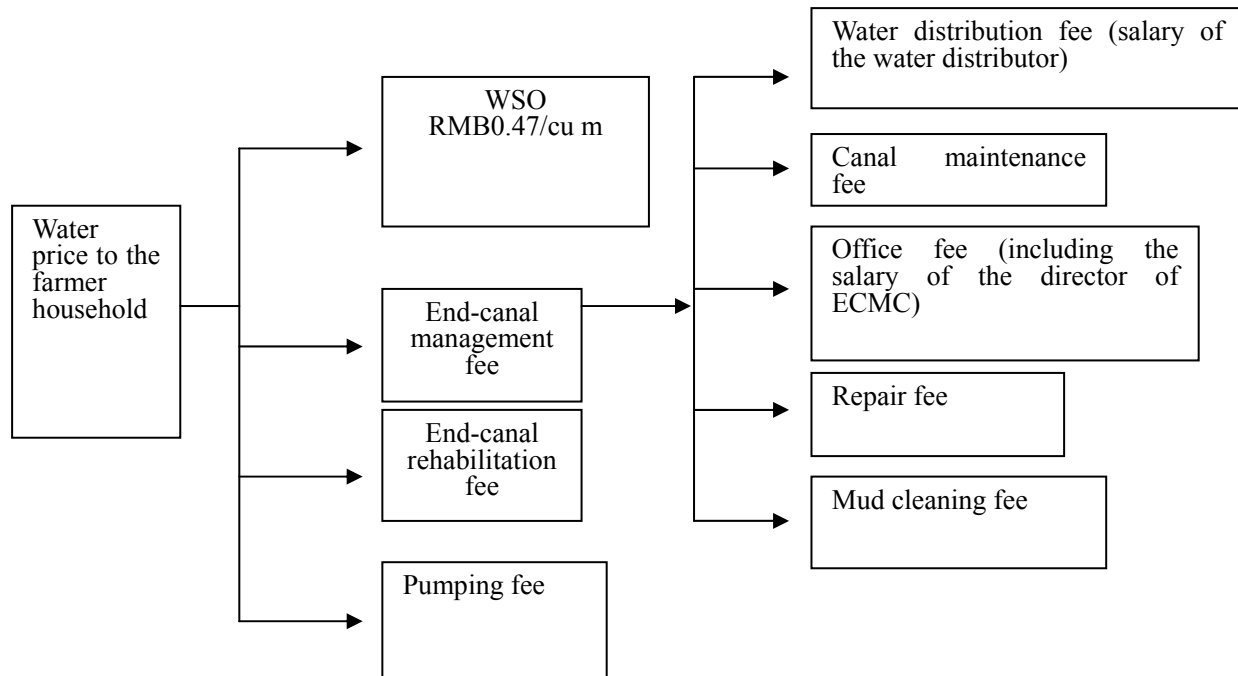 Water
price to the
farmer
household
WSO
RMB0.47/cu m
End-canal
management
fee
End-canal
rehabilitation
fee
Pumping fee
Water distribution fee (salary of
the water distributor)
Canal maintenance
fee
Office fee (including the
salary of the director of
ECMC)
Repair fee
Mud cleaning fee